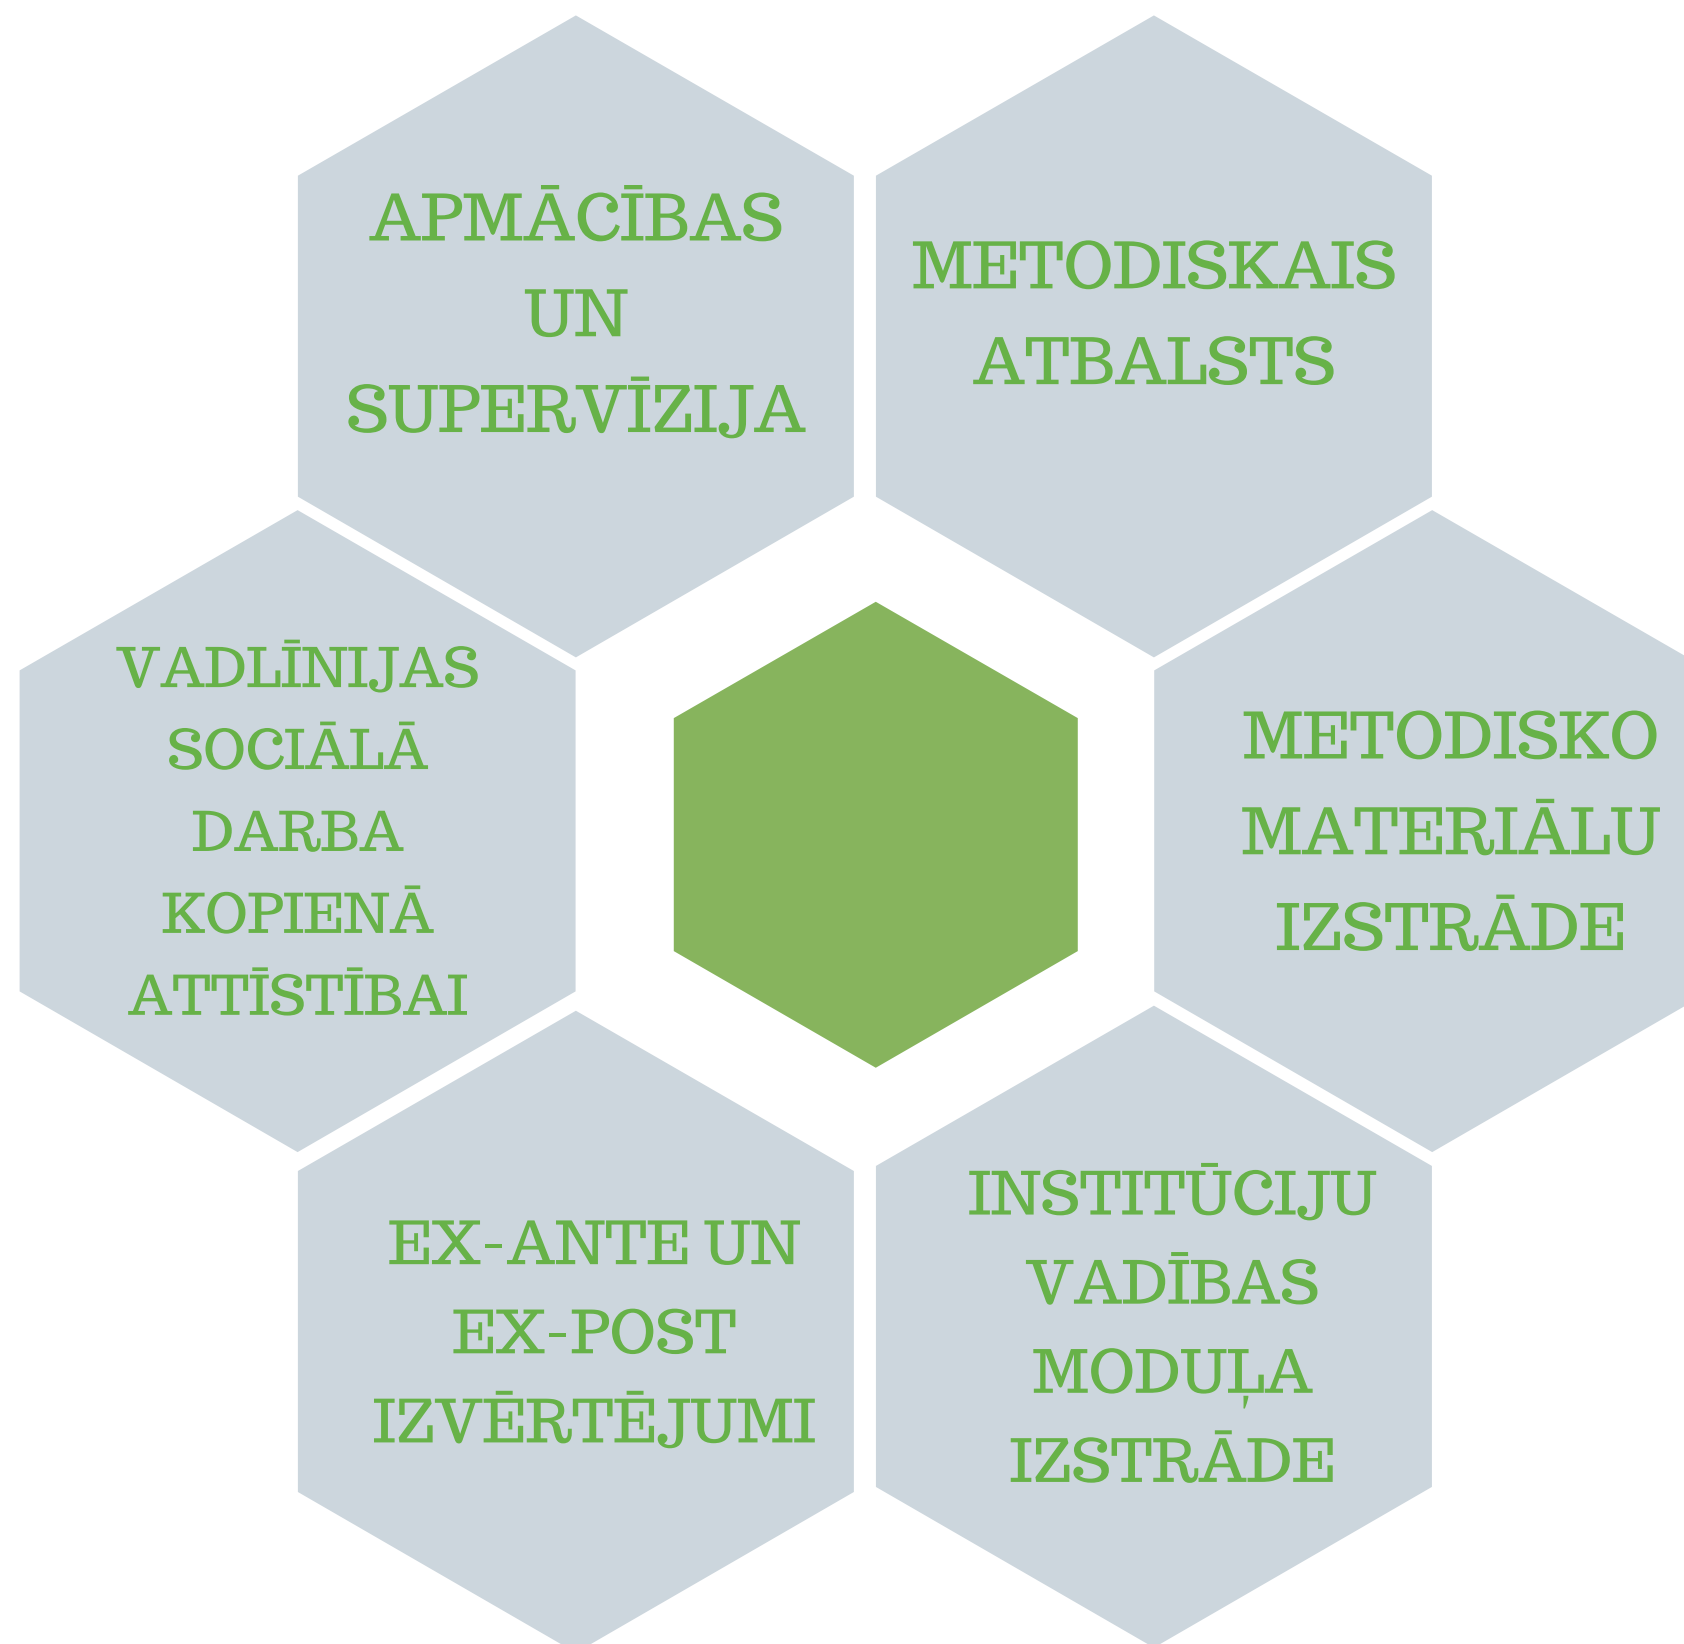 APMĀCĪBAS
UN
SUPERVĪZIJA
METODISKAIS
ATBALSTS
VADLĪNIJAS
SOCIĀLĀ
DARBA
KOPIENĀ
ATTĪSTĪBAI
METODISKO
MATERIĀLU
IZSTRĀDE
EX-ANTE UN
EX-POST
IZVĒRTĒJUMI
INSTITŪCIJU
VADĪBAS
MODUĻA
IZSTRĀDE